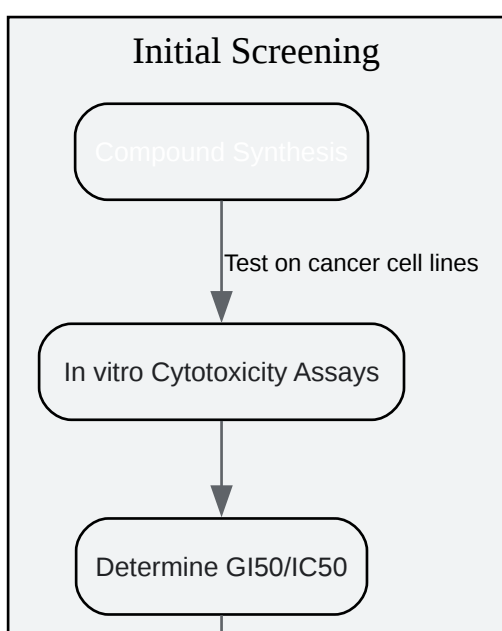 Initial Screening
Compound Synthesis
Test on cancer cell lines
In vitro Cytotoxicity Assays
Determine GI50/IC50